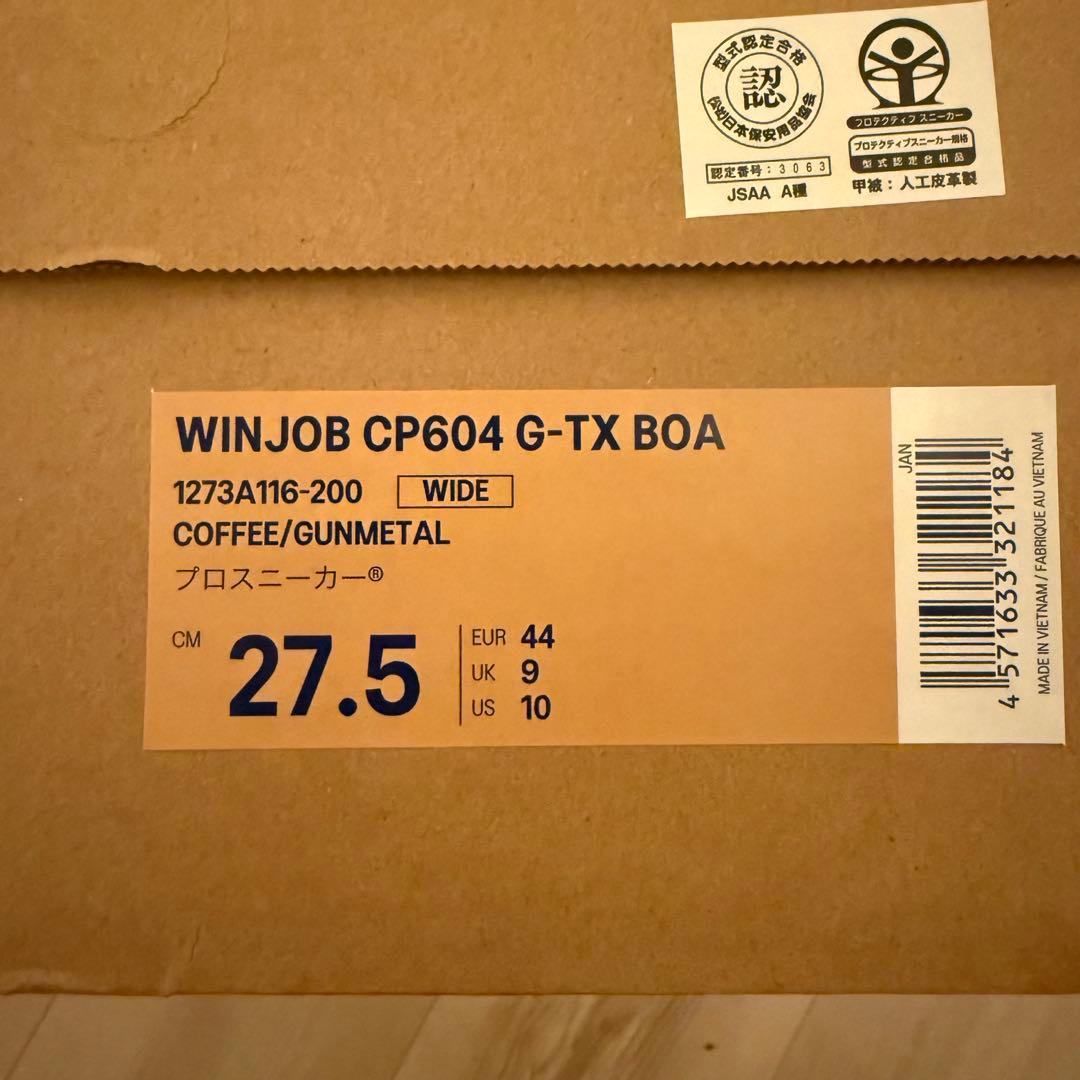 型式認定合格
認
(公社)日本保安用品協会
認定番号：3063
JSAA A種
プロテクティブ スニーカー
プロテクティブスニーカー規格
型式認定合格品
甲被：人工皮革製
WINJOB CP604 G-TX BOA
1273A116-200 WIDE
COFFEE/GUNMETAL
プロスニーカー®
CM 27.5
EUR 44
UK 9
US 10
JAN
4 571633 321184
MADE IN VIETNAM / FABRIQUE AU VIETNAM